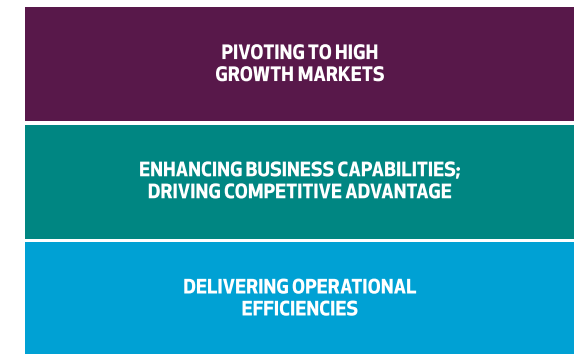 PIVOTING TO HIGH
GROWTH MARKETS
ENHANCING BUSINESS CAPABILITIES;
DRIVING COMPETITIVE ADVANTAGE
DELIVERING OPERATIONAL
EFFICIENCIES